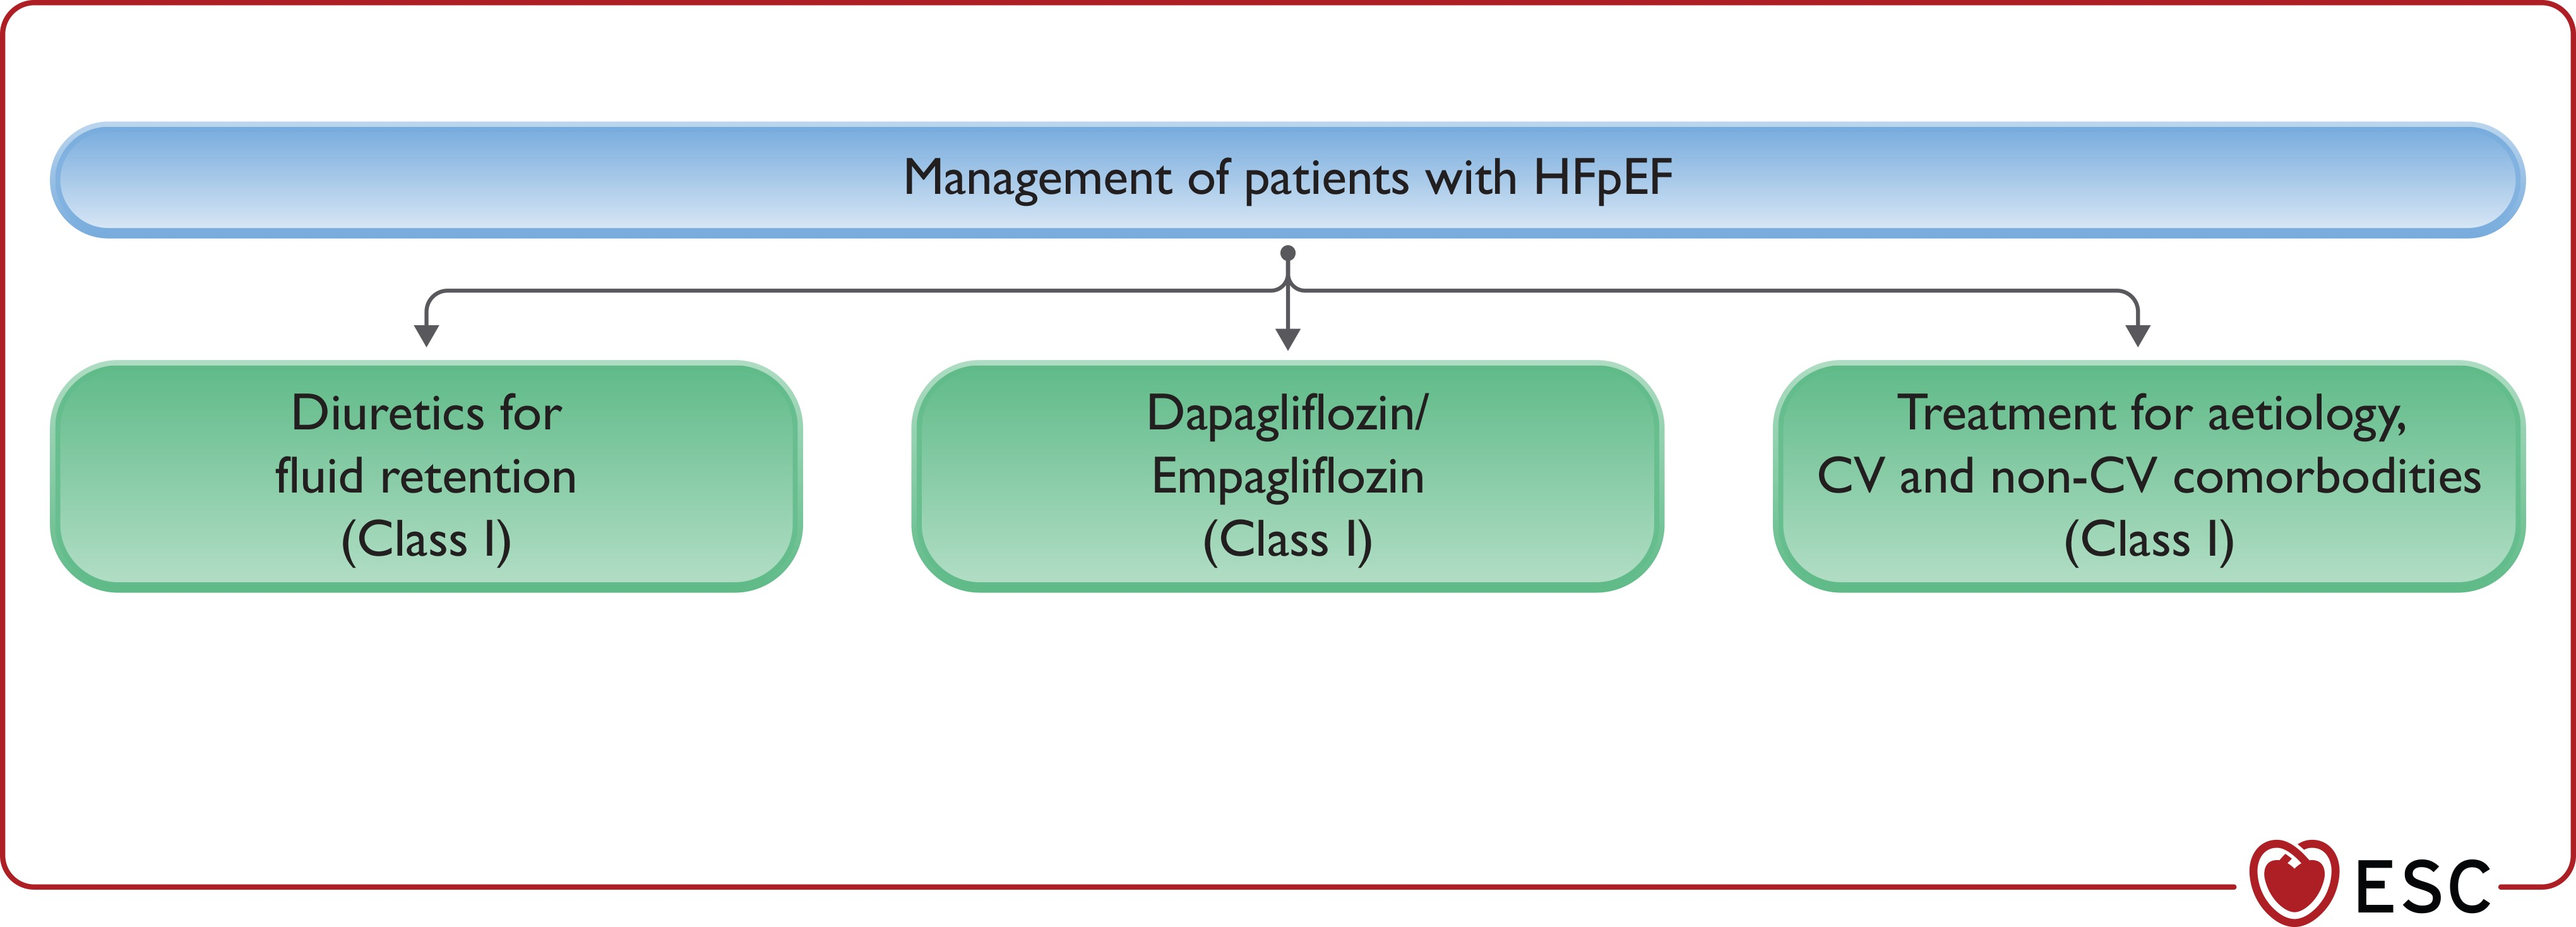 Management of patients with HFpEF
Diuretics for
fluid retention
(Class I)
Dapagliflozin/
Empagliflozin
(Class I)
Treatment for aetiology,
CV and non-CV comorbodities
(Class I)
ESC